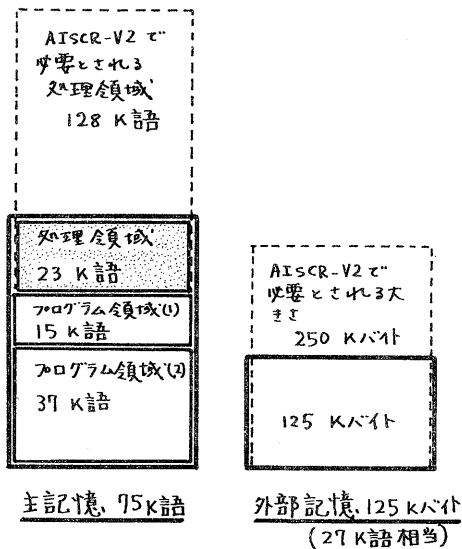 AISCR-V2で
必要とされる
処理領域
128 K語
処理領域
23 K語
プログラム領域(1)
15 K語
プログラム領域(2)
37 K語
主記憶、75K語
AISCR-V2で
必要とされる大
きさ
250 Kバイト
125 Kバイト
外部記憶、125Kバイト
(27 K語相当)